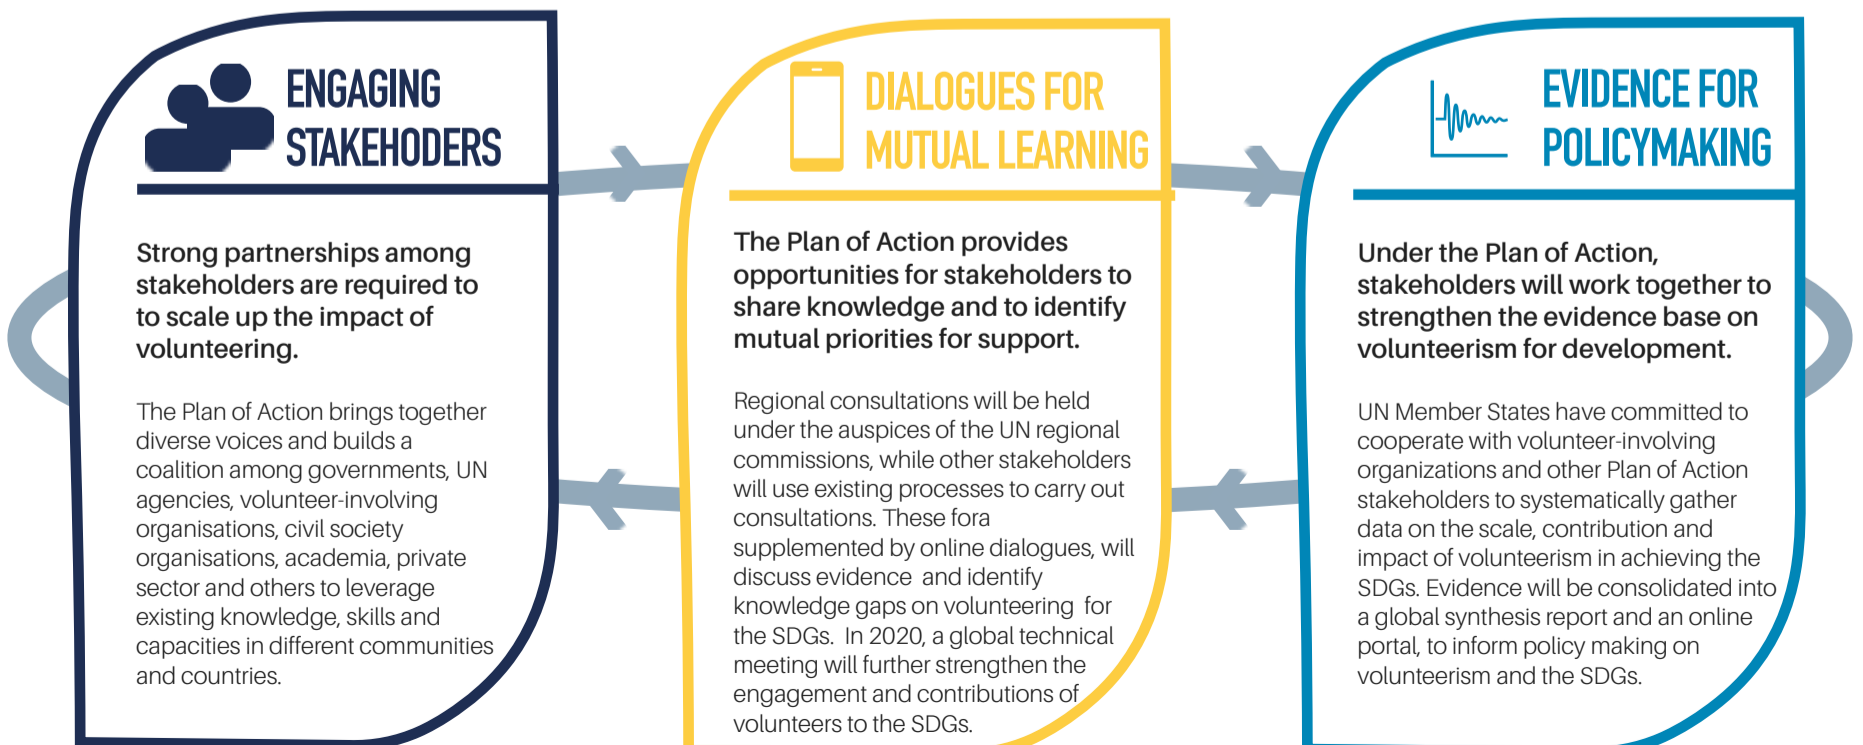 ENGAGING
STAKEHODERS
Strong partnerships among
stakeholders are required to
to scale up the impact of
volunteering.
The Plan of Action brings together
diverse voices and builds a
coalition among governments, UN
agencies, volunteer-involving
organisations, civil society
organisations, academia, private
sector and others to leverage
existing knowledge, skills and
capacities in different communities
and countries.
DIALOGUES FOR
MUTUAL LEARNING
The Plan of Action provides
opportunities for stakeholders to
share knowledge and to identify
mutual priorities for support.
Regional consultations will be held
under the auspices of the UN regional
commissions, while other stakeholders
will use existing processes to carry out
consultations. These fora
supplemented by online dialogues, will
discuss evidence and identify
knowledge gaps on volunteering for
the SDGs. In 2020, a global technical
meeting will further strengthen the
engagement and contributions of
volunteers to the SDGs.
EVIDENCE FOR
POLICYMAKING
Under the Plan of Action,
stakeholders will work together to
strengthen the evidence base on
volunteerism for development.
UN Member States have committed to
cooperate with volunteer-involving
organizations and other Plan of Action
stakeholders to systematically gather
data on the scale, contribution and
impact of volunteerism in achieving the
SDGs. Evidence will be consolidated into
a global synthesis report and an online
portal, to inform policy making on
volunteerism and the SDGs.